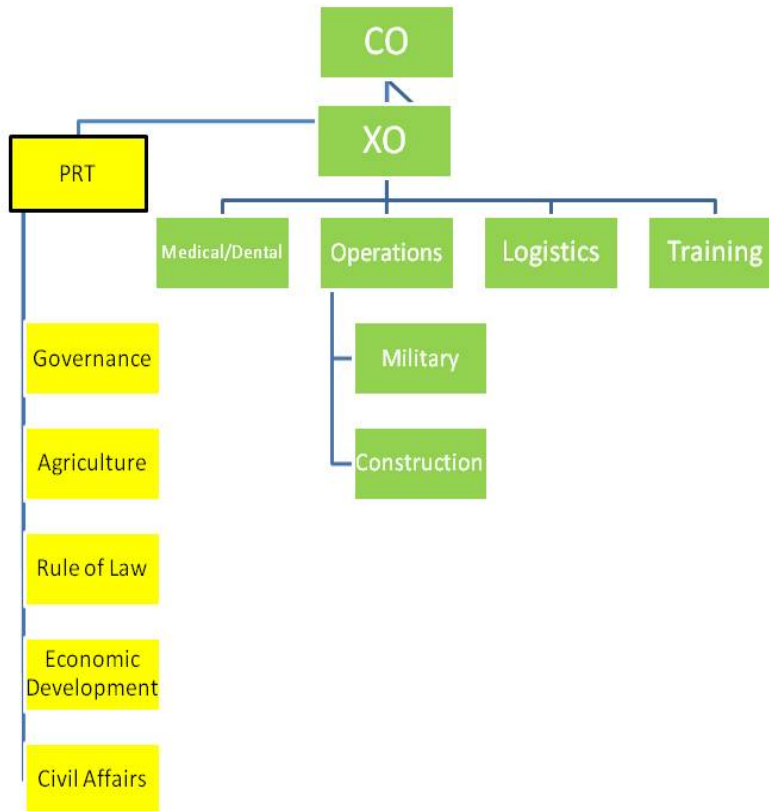 CO
XO
PRT
Medical/Dental
Operations
Logistics
Training
Governance
Military
Agriculture
Construction
Rule of Law
Economic
Development
Civil Affairs